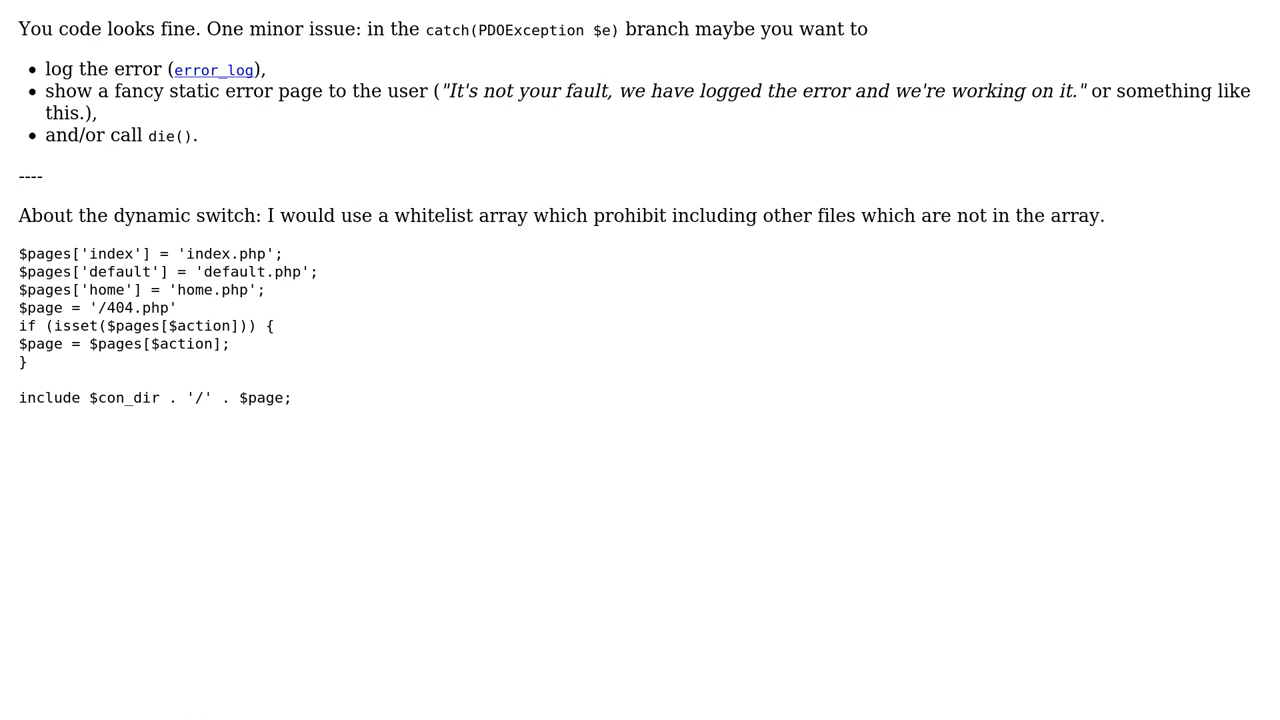 You code looks fine. One minor issue: in the catch(PDOException $e) branch maybe you want to
• log the error (error_log),
• show a fancy static error page to the user ("It's not your fault, we have logged the error and we're working on it." or something like
this.),
• and/or call die().
----
About the dynamic switch: I would use a whitelist array which prohibit including other files which are not in the array.
$pages['index'] = 'index.php';
$pages['default'] = 'default.php';
$pages['home'] = 'home.php';
$page = '/404.php'
if (isset($pages[$action])) {
$page = $pages[$action];
}
include $con_dir . '/' . $page;